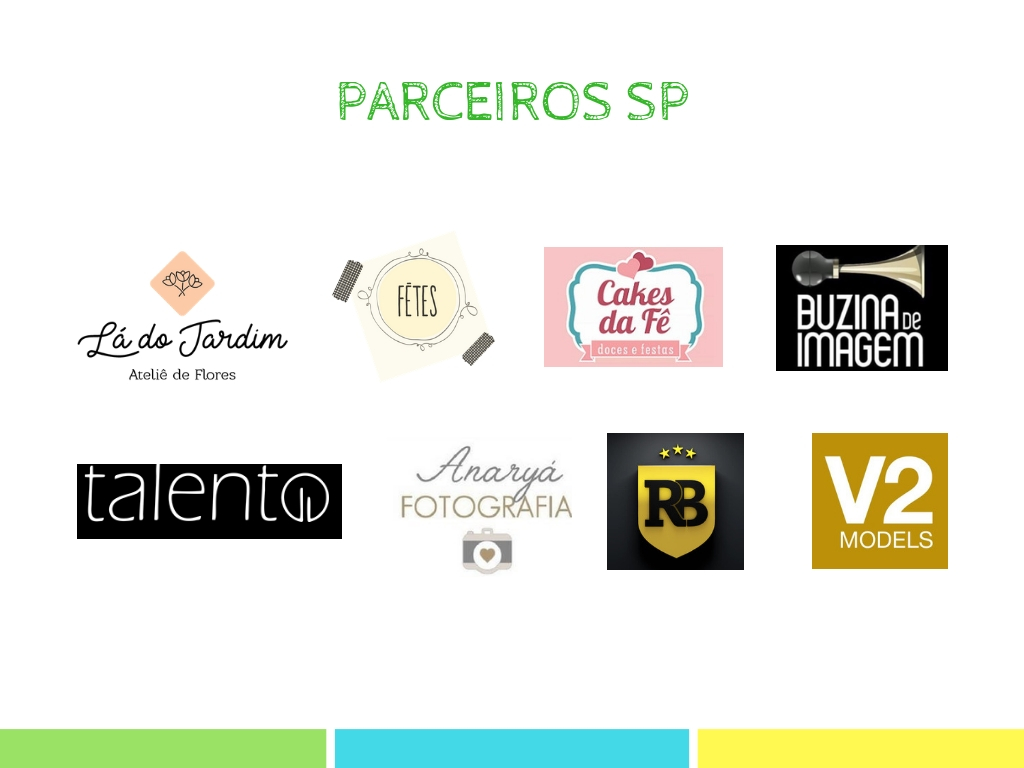 PARCEIROS SP
Lá do Jardim
Ateliê de Flores
FÊTES
Cakes
da Fê
doces e festas
BUZINA DE
IMAGEM
talento
Anaryá
FOTOGRAFIA
RB
V2
MODELS